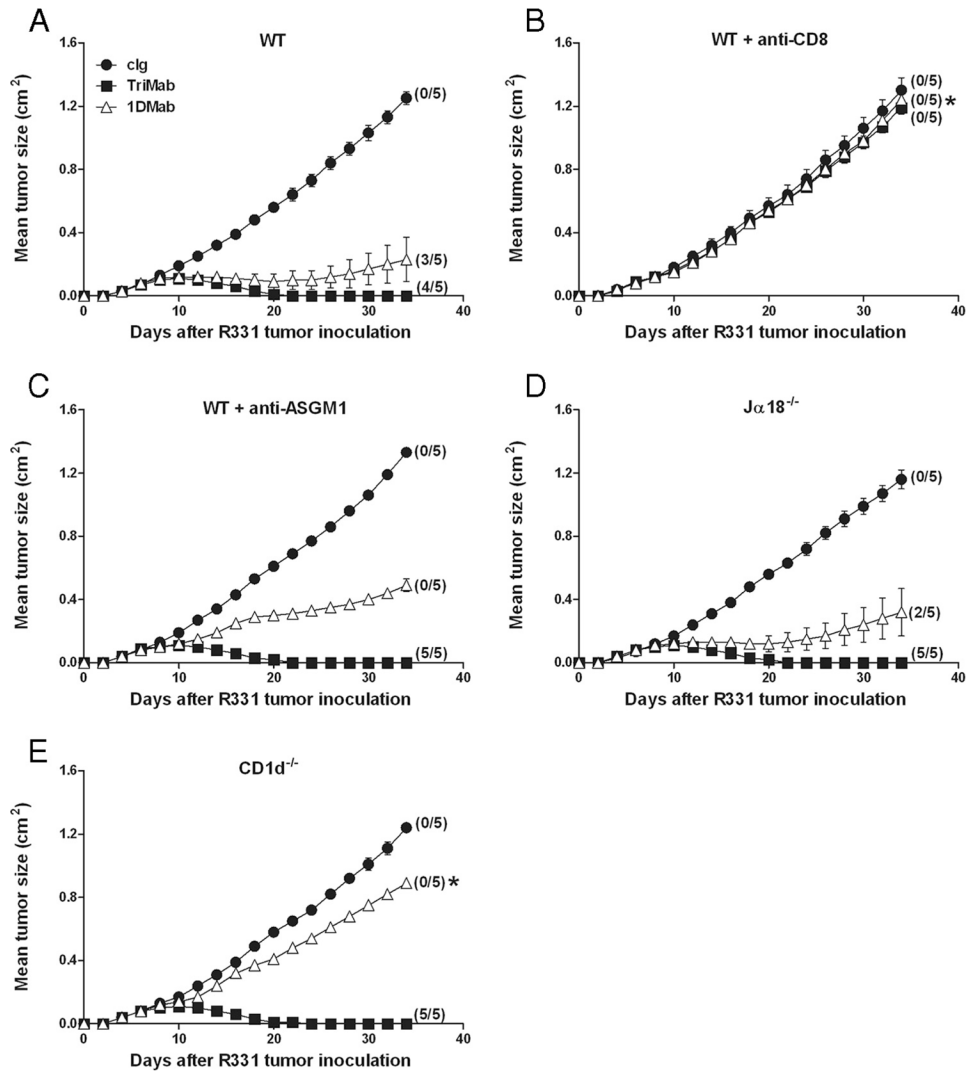 A
WT
cIg
TriMab
1DMab
Mean tumor size (cm²)
1.6
1.2
0.8
0.4
0.0
0
10
20
30
40
(0/5)
(3/5)
(4/5)
Days after R331 tumor inoculation
B
WT + anti-CD8
Mean tumor size (cm²)
1.6
1.2
0.8
0.4
0.0
0
10
20
30
40
(0/5)
(0/5) *
(0/5)
Days after R331 tumor inoculation
C
WT + anti-ASGM1
Mean tumor size (cm²)
1.6
1.2
0.8
0.4
0.0
0
10
20
30
40
(0/5)
(0/5)
(5/5)
Days after R331 tumor inoculation
D
Jα18⁻/⁻
Mean tumor size (cm²)
1.6
1.2
0.8
0.4
0.0
0
10
20
30
40
(0/5)
(2/5)
(5/5)
Days after R331 tumor inoculation
E
CD1d⁻/⁻
Mean tumor size (cm²)
1.6
1.2
0.8
0.4
0.0
0
10
20
30
40
(0/5)
(0/5) *
(5/5)
Days after R331 tumor inoculation